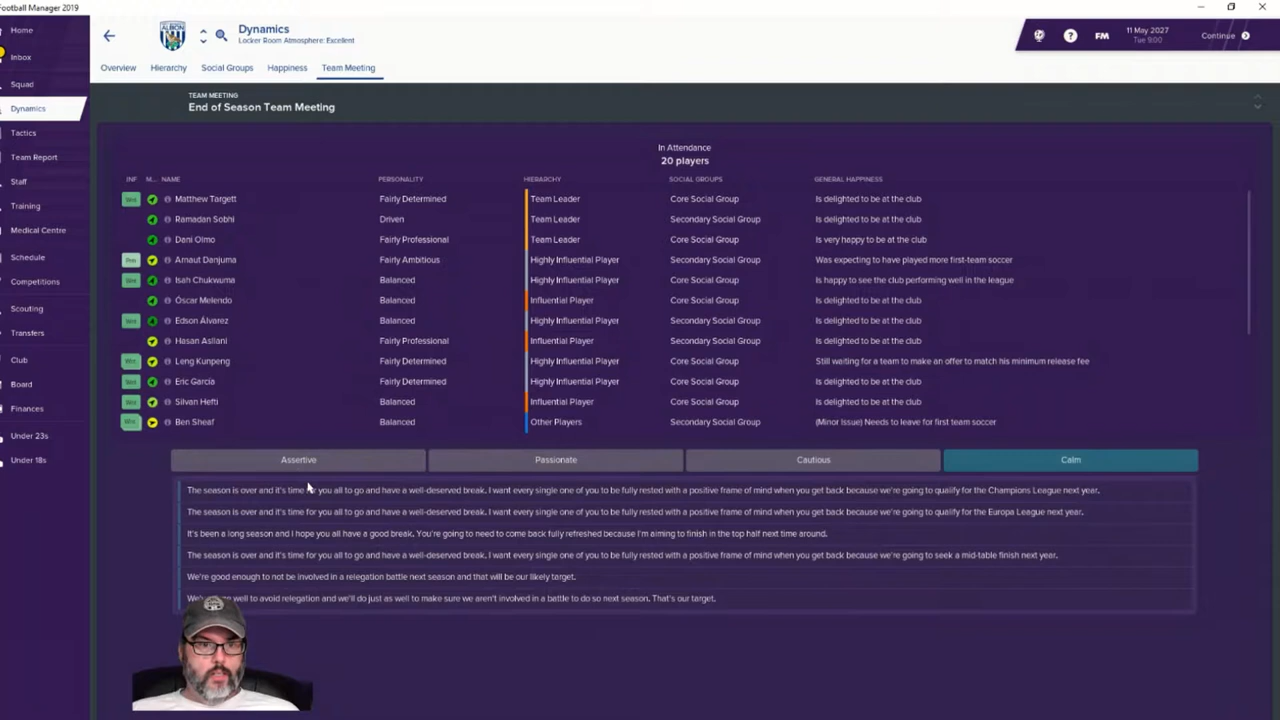 Football Manager 2019
Home
Inbox
Squad
Dynamics
Tactics
Team Report
Staff
Training
Medical Centre
Schedule
Competitions
Scouting
Transfers
Club
Board
Finances
Under 23s
Under 18s
ALBION
Dynamics
Locker Room Atmosphere: Excellent
FM
11 May 2027
Tue 9:00
Continue
Overview Hierarchy Social Groups Happiness Team Meeting
TEAM MEETING
End of Season Team Meeting
In Attendance
20 players
INF M... NAME PERSONALITY HIERARCHY SOCIAL GROUPS GENERAL HAPPINESS
Wnt Matthew Targett Fairly Determined Team Leader Core Social Group Is delighted to be at the club
Ramadan Sobhi Driven Team Leader Secondary Social Group Is delighted to be at the club
Dani Olmo Fairly Professional Team Leader Core Social Group Is very happy to be at the club
Arnaut Danjuma Fairly Ambitious Highly Influential Player Secondary Social Group Was expecting to have played more first-team soccer
Wnt Isah Chukwuma Balanced Highly Influential Player Core Social Group Is happy to see the club performing well in the league
Óscar Melendo Balanced Influential Player Core Social Group Is delighted to be at the club
Wnt Edson Álvarez Balanced Highly Influential Player Secondary Social Group Is delighted to be at the club
Hasan Asllani Fairly Professional Influential Player Secondary Social Group Is delighted to be at the club
Wnt Leng Kunpeng Fairly Determined Highly Influential Player Core Social Group Still waiting for a team to make an offer to match his minimum release fee
Wnt Eric García Fairly Determined Highly Influential Player Core Social Group Is delighted to be at the club
Wnt Silvan Hefti Balanced Influential Player Core Social Group Is delighted to be at the club
Wnt Ben Sheaf Balanced Other Players Secondary Social Group (Minor Issue) Needs to leave for first team soccer
Assertive Passionate Cautious Calm
The season is over and it's time for you all to go and have a well-deserved break. I want every single one of you to be fully rested with a positive frame of mind when you get back because we're going to qualify for the Champions League next year.
The season is over and it's time for you all to go and have a well-deserved break. I want every single one of you to be fully rested with a positive frame of mind when you get back because we're going to qualify for the Europa League next year.
It's been a long season and I hope you all have a good break. You're going to need to come back fully refreshed because I'm aiming to finish in the top half next time around.
The season is over and it's time for you all to go and have a well-deserved break. I want every single one of you to be fully rested with a positive frame of mind when you get back because we're going to seek a mid-table finish next year.
We're good enough to not be involved in a relegation battle next season and that will be our likely target.
well to avoid relegation and we'll do just as well to make sure we aren't involved in a battle to do so next season. That's our target.